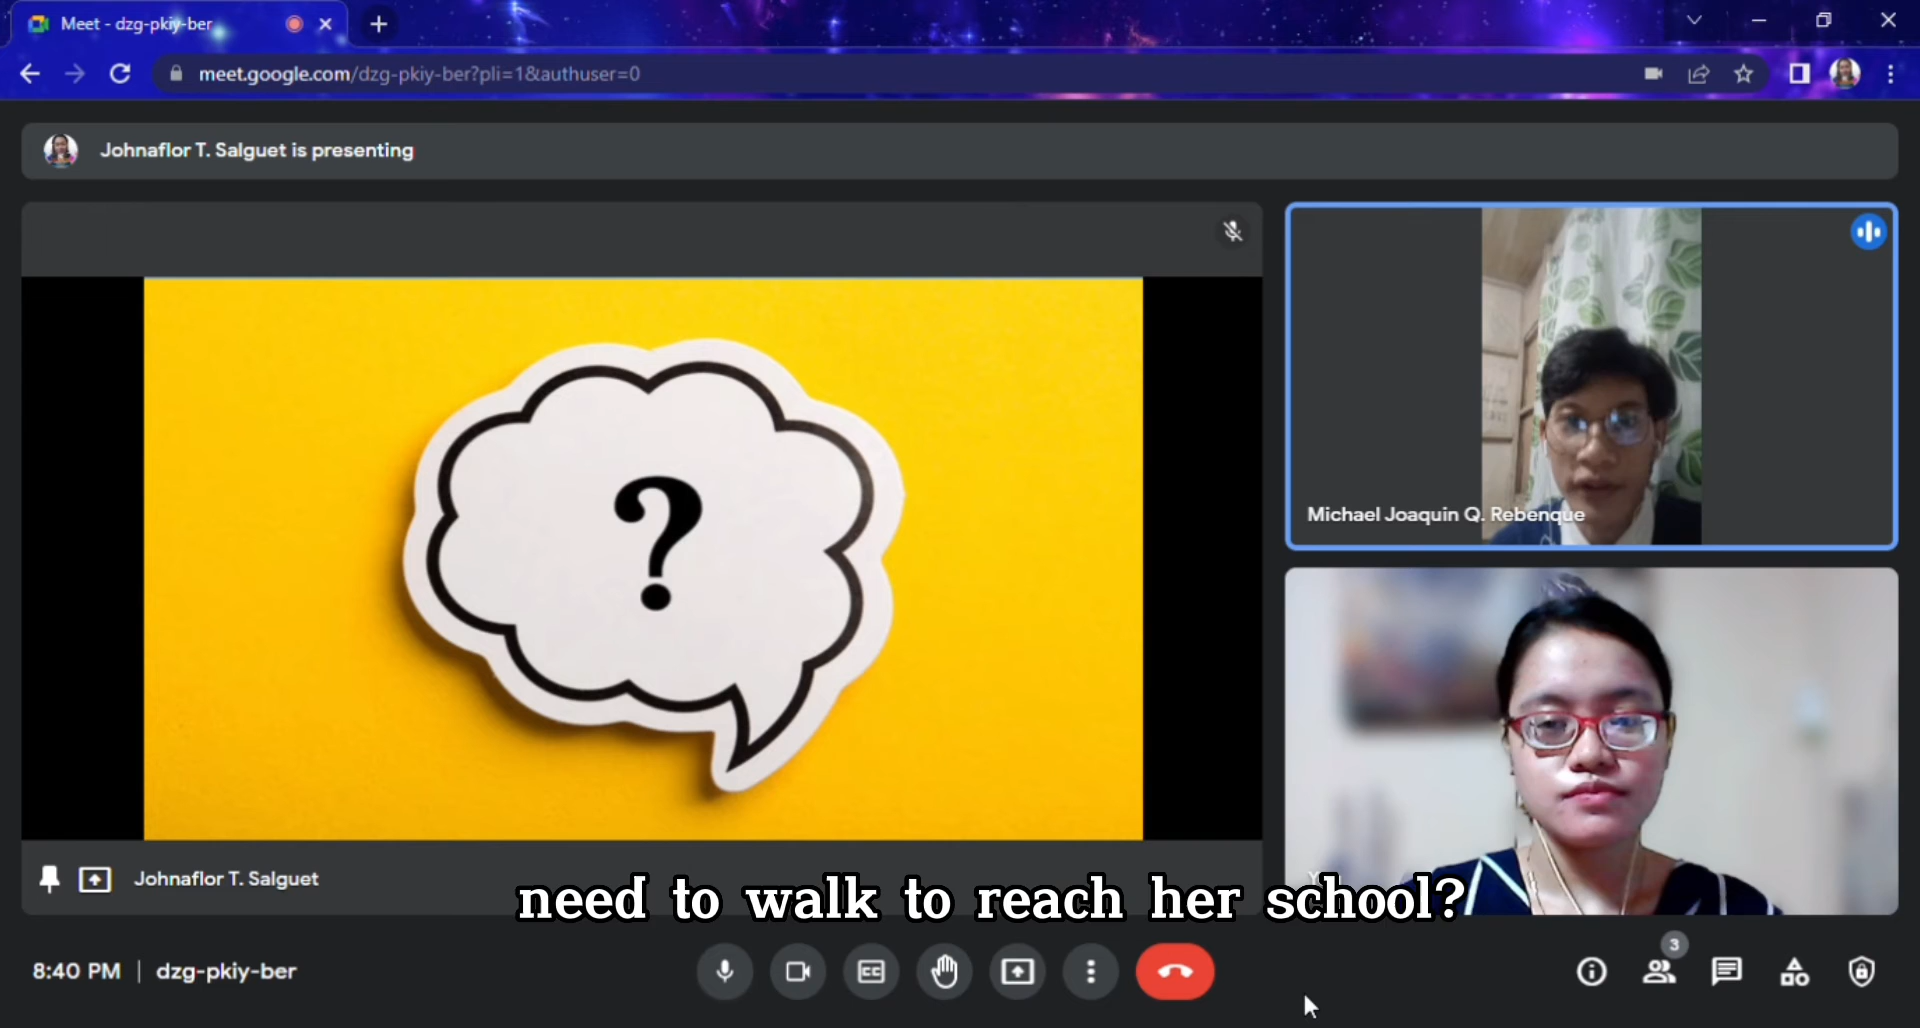 Meet - dzg-pkiy-ber
meet.google.com/dzg-pkiy-ber?pli=1&authuser=0
Johnaflor T. Salguet is presenting
?
Michael Joaquin Q. Rebenque
Johnaflor T. Salguet
need to walk to reach her school?
8:40 PM | dzg-pkiy-ber
CC
3